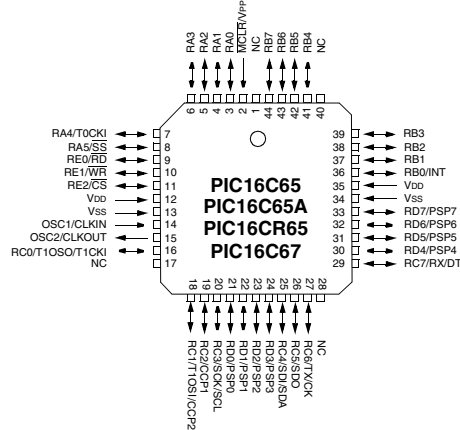 RA3
RA2
RA1
RA0
MCLR/VPP
NC
RB7
RB6
RB5
RB4
NC
6
5
4
3
2
1
44
43
42
41
40
RA4/T0CKI
RA5/SS
RE0/RD
RE1/WR
RE2/CS
VDD
VSS
OSC1/CLKIN
OSC2/CLKOUT
RC0/T1OSO/T1CKI
NC
7
8
9
10
11
12
13
14
15
16
17
PIC16C65
PIC16C65A
PIC16CR65
PIC16C67
39
38
37
36
35
34
33
32
31
30
29
RB3
RB2
RB1
RB0/INT
VDD
VSS
RD7/PSP7
RD6/PSP6
RD5/PSP5
RD4/PSP4
RC7/RX/DT
18
19
20
21
22
23
24
25
26
27
28
RC1/T1OSI/CCP2
RC2/CCP1
RC3/SCK/SCL
RD0/PSP0
RD1/PSP1
RD2/PSP2
RD3/PSP3
RC4/SDI/SDA
RC5/SDO
RC6/TX/CK
NC